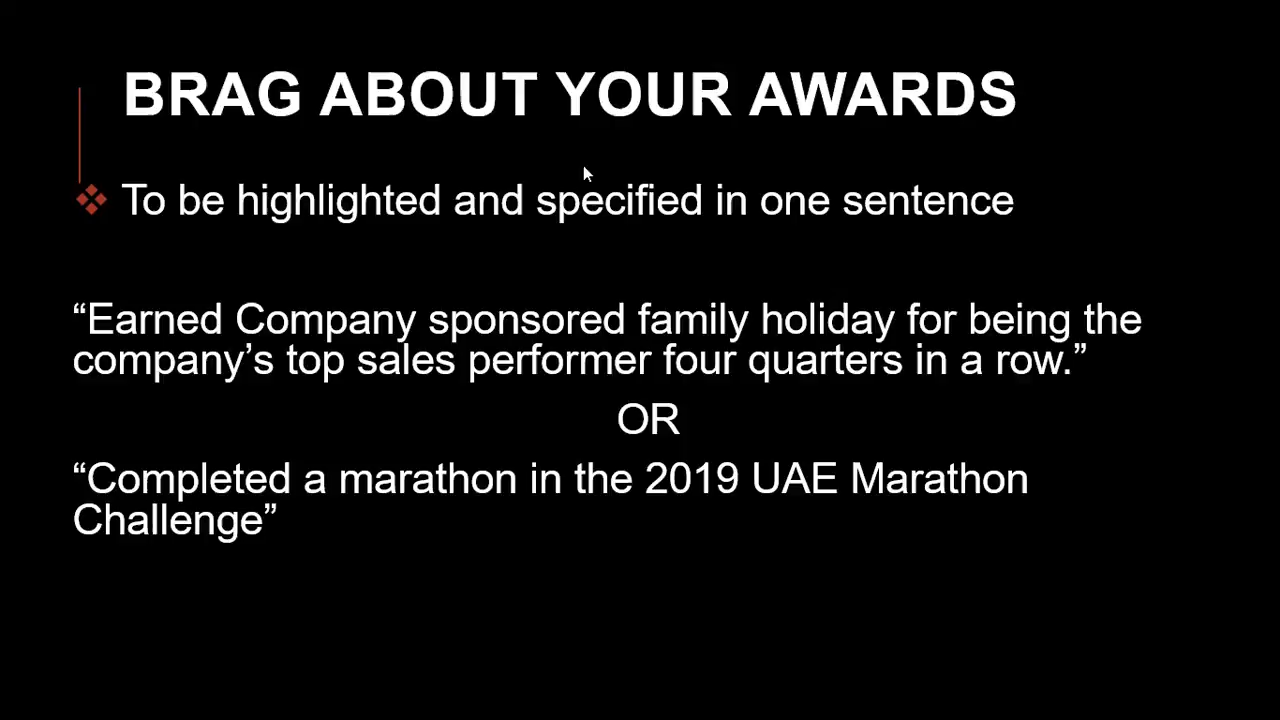 BRAG ABOUT YOUR AWARDS
To be highlighted and specified in one sentence
“Earned Company sponsored family holiday for being the
company’s top sales performer four quarters in a row.”
OR
“Completed a marathon in the 2019 UAE Marathon
Challenge”